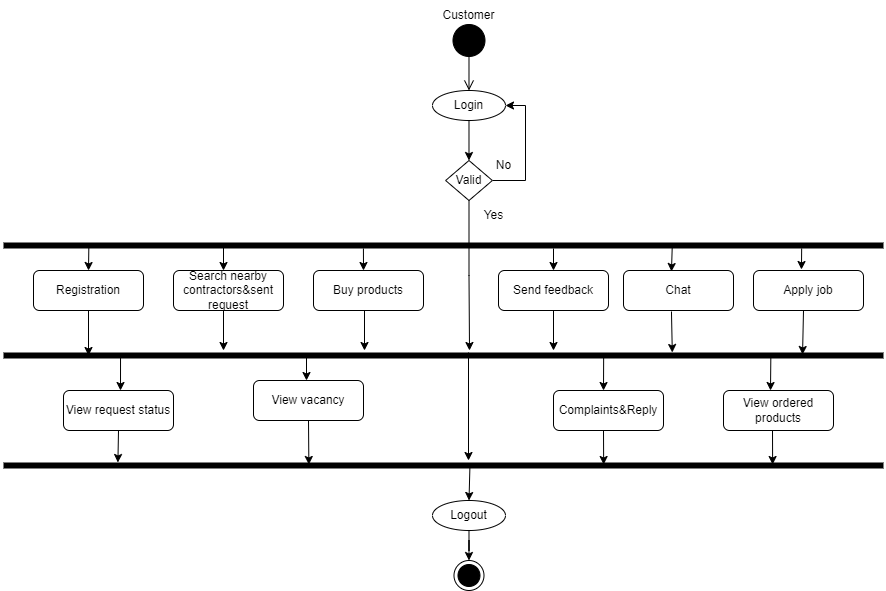 Customer
Login
No
Valid
Yes
Registration
Search nearby
contractors&sent
request
Buy products
Send feedback
Chat
Apply job
View request status
View vacancy
Complaints&Reply
View ordered
products
Logout